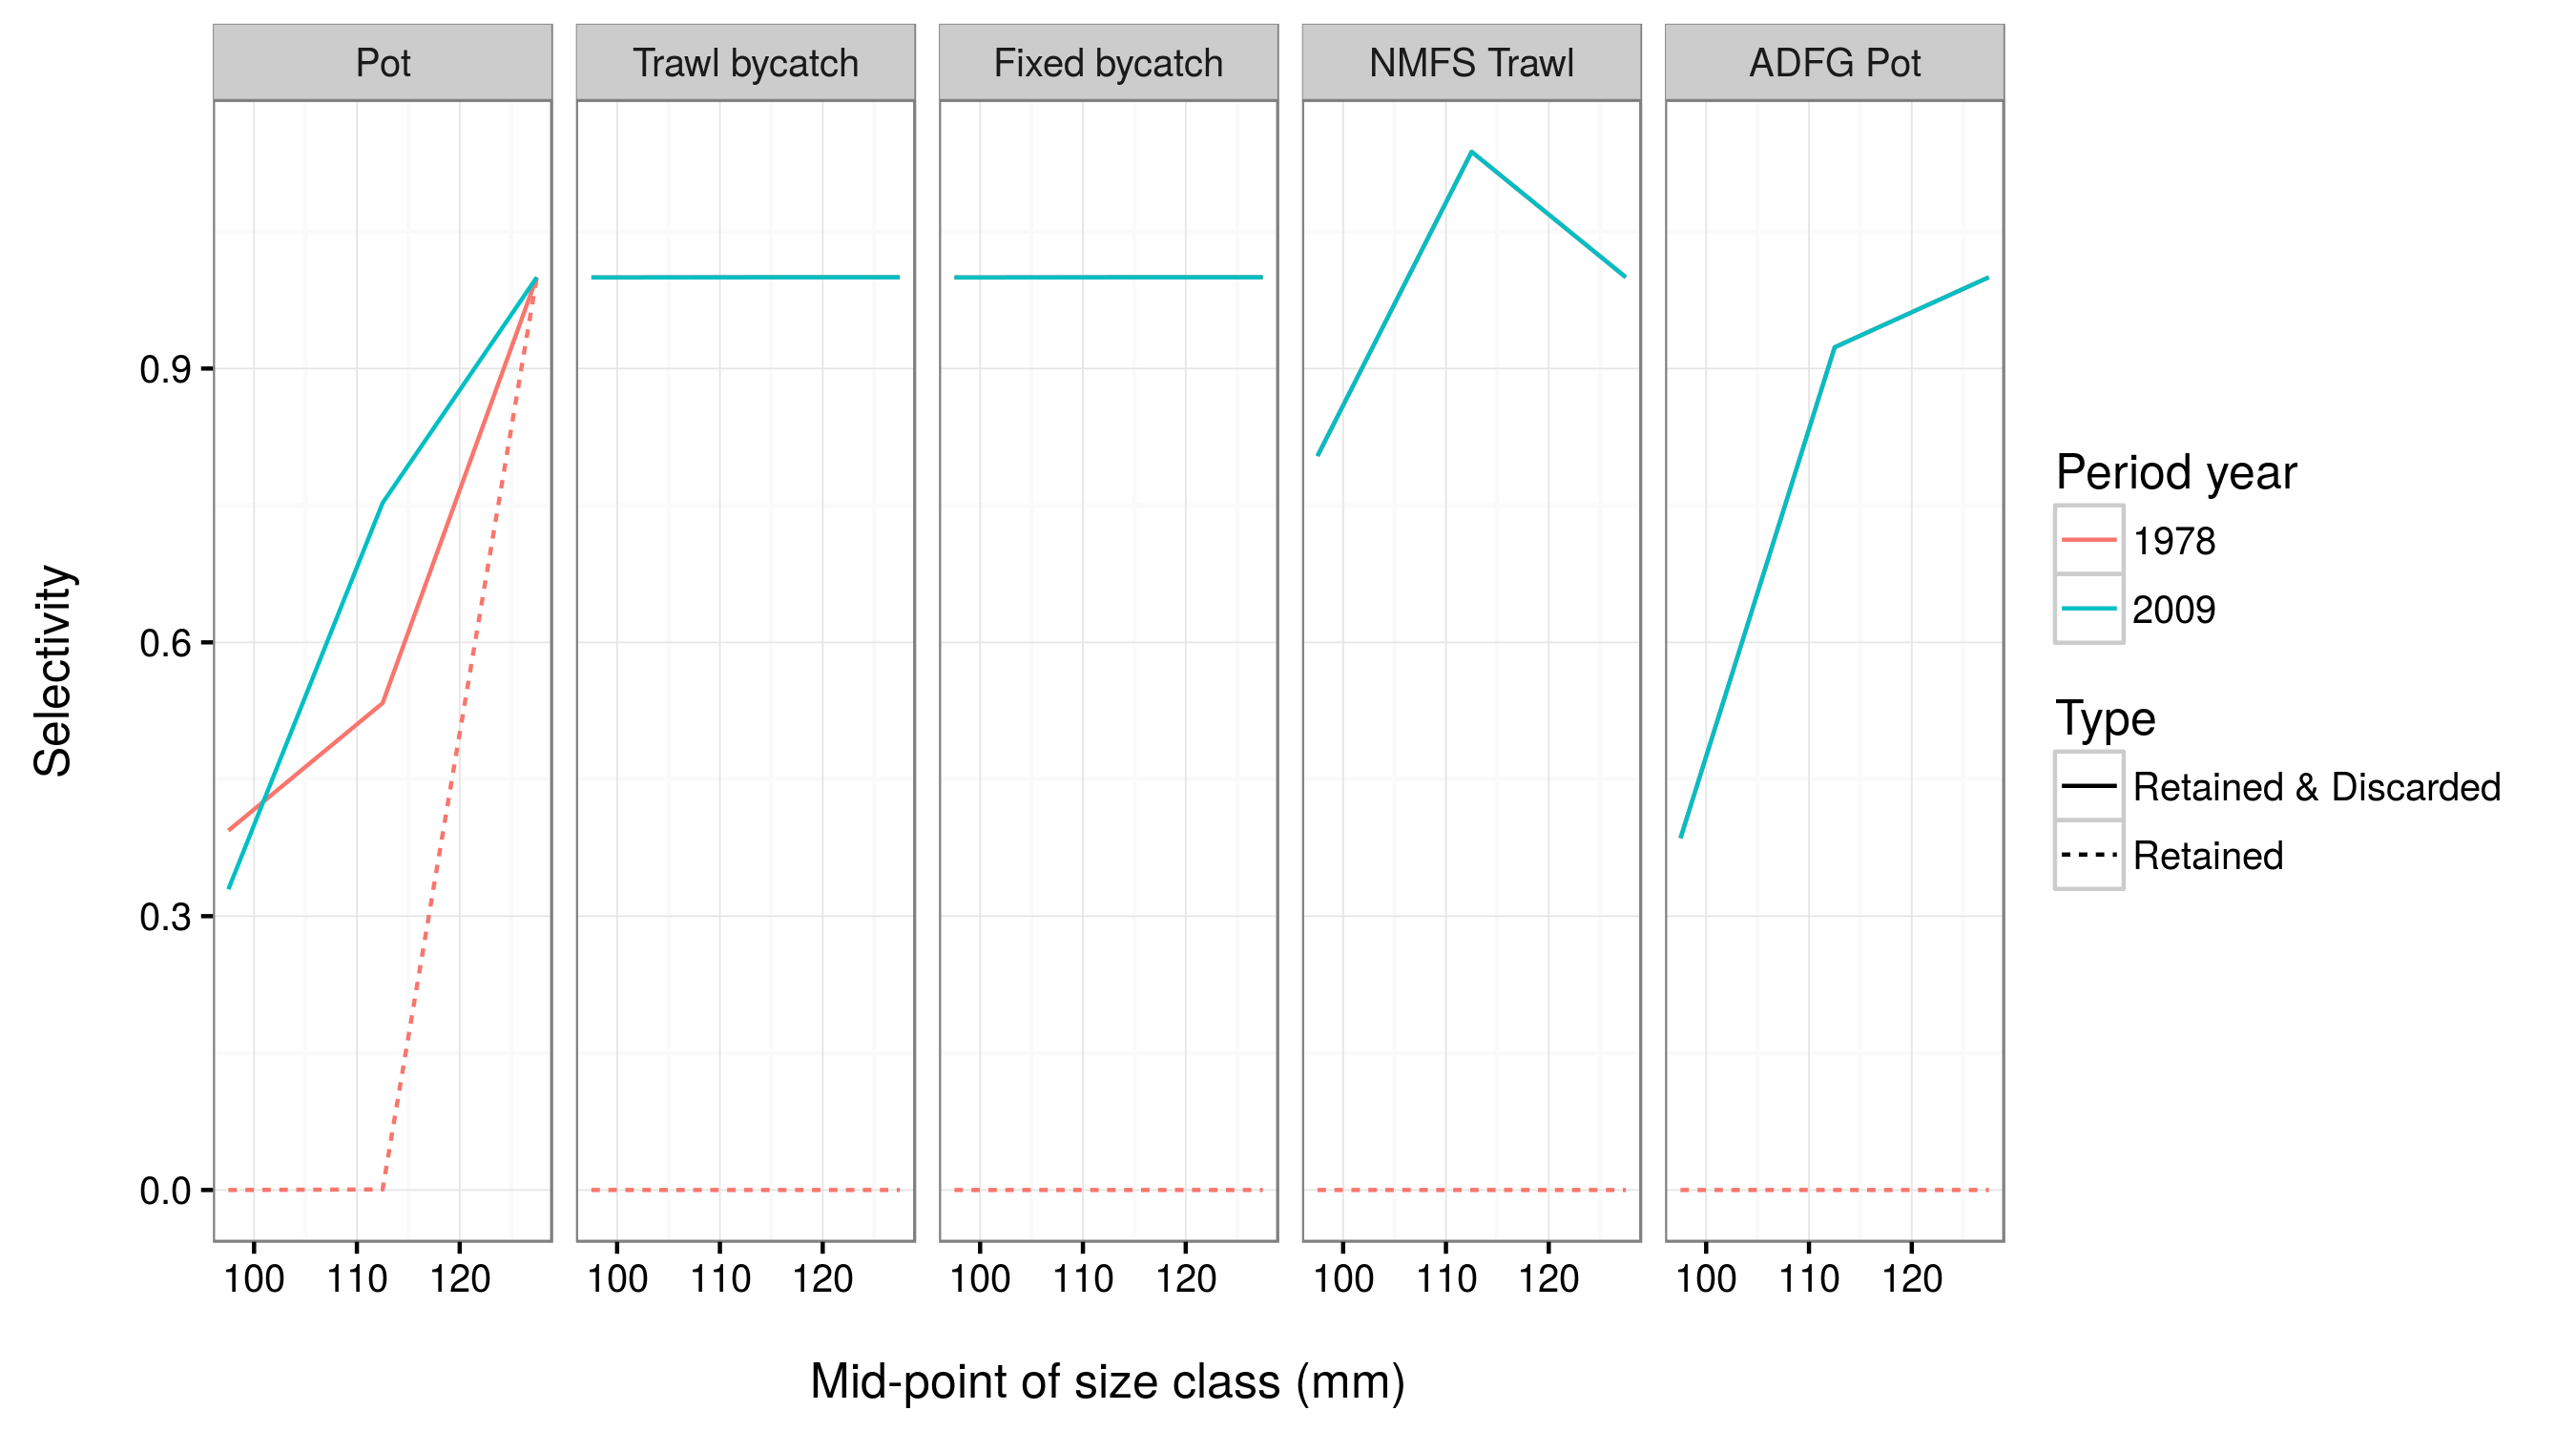 Pot
Trawl bycatch
Fixed bycatch
NMFS Trawl
ADFG Pot
Selectivity
0.9
0.6
0.3
0.0
100 110 120
100 110 120
100 110 120
100 110 120
100 110 120
Mid-point of size class (mm)
Period year
1978
2009
Type
Retained & Discarded
Retained